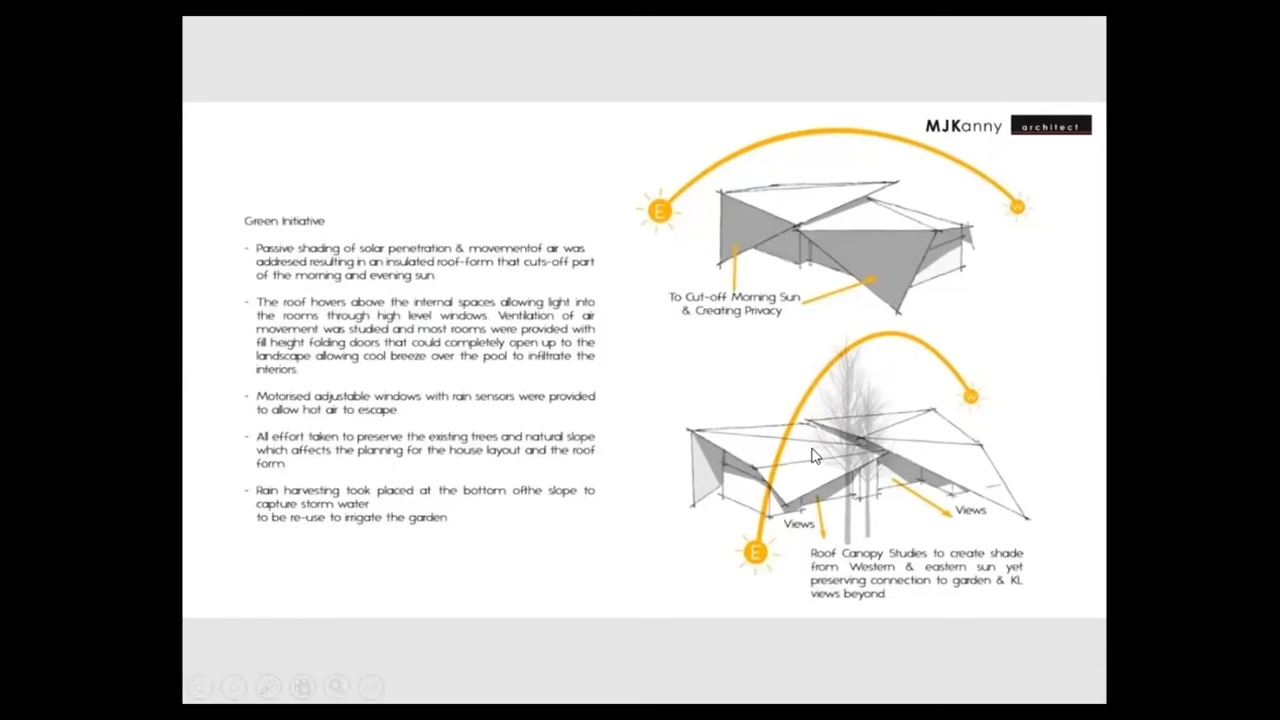 MJKanny architect
Green Initiative
- Passive shading of solar penetration & movementof air was
addresed resulting in an insulated roof-form that cuts-off part
of the morning and evening sun.
- The roof hovers above the internal spaces allowing light into
the rooms through high level windows. Ventilation of air
movement was studied and most rooms were provided with
fill height folding doors that could completely open up to the
landscape allowing cool breeze over the pool to infiltrate the
interiors.
- Motorised adjustable windows with rain sensors were provided
to allow hot air to escape.
- All effort taken to preserve the existing trees and natural slope
which affects the planning for the house layout and the roof
form.
- Rain harvesting took placed at the bottom ofthe slope to
capture storm water
to be re-use to irrigate the garden
E
W
To Cut-off Morning Sun
& Creating Privacy
W
Views
Views
E
Roof Canopy Studies to create shade
from Western & eastern sun yet
preserving connection to garden & KL
views beyond